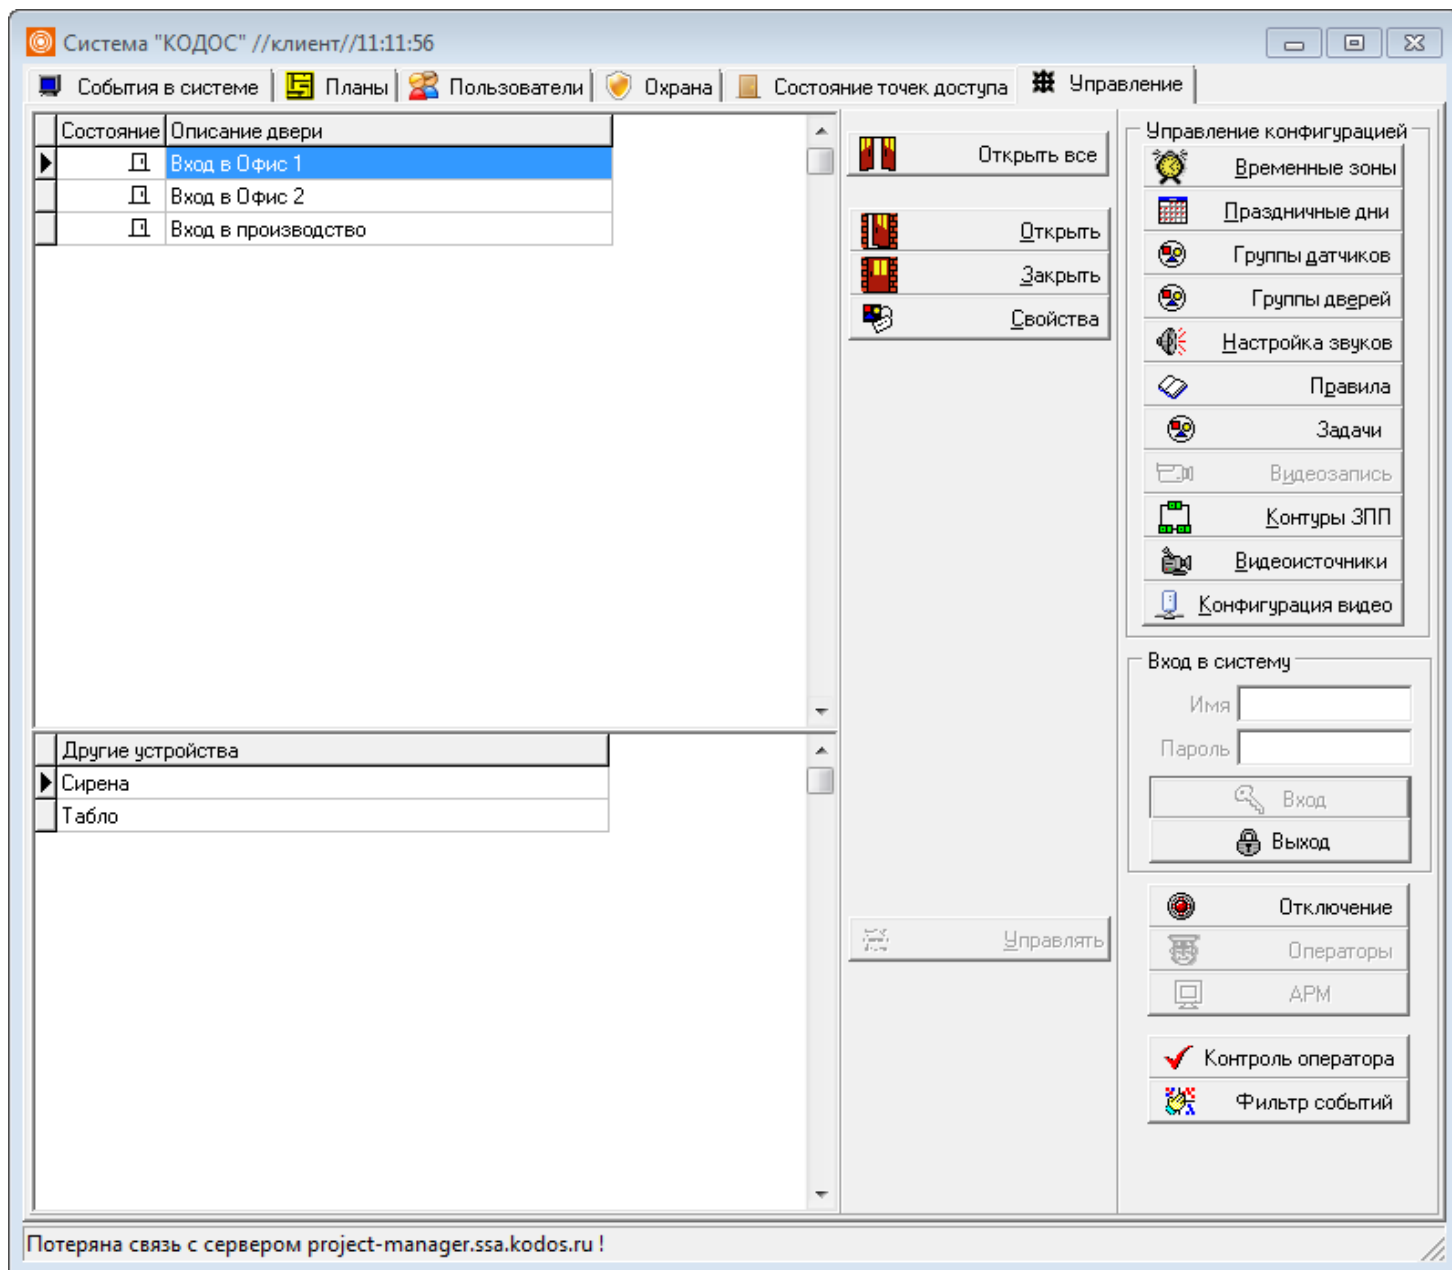 Система "КОДОС" //клиент//11:11:56
События в системе
Планы
Пользователи
Охрана
Состояние точек доступа
Управление
Состояние Описание двери
Вход в Офис 1
Вход в Офис 2
Вход в производство
Другие устройства
Сирена
Табло
Открыть все
Открыть
Закрыть
Свойства
Управлять
Управление конфигурацией
Временные зоны
Праздничные дни
Группы датчиков
Группы дверей
Настройка звуков
Правила
Задачи
Видеозапись
Контуры ЗПП
Видеоисточники
Конфигурация видео
Вход в систему
Имя
Пароль
Вход
Выход
Отключение
Операторы
АРМ
Контроль оператора
Фильтр событий
Потеряна связь с сервером project-manager.ssa.kodos.ru !